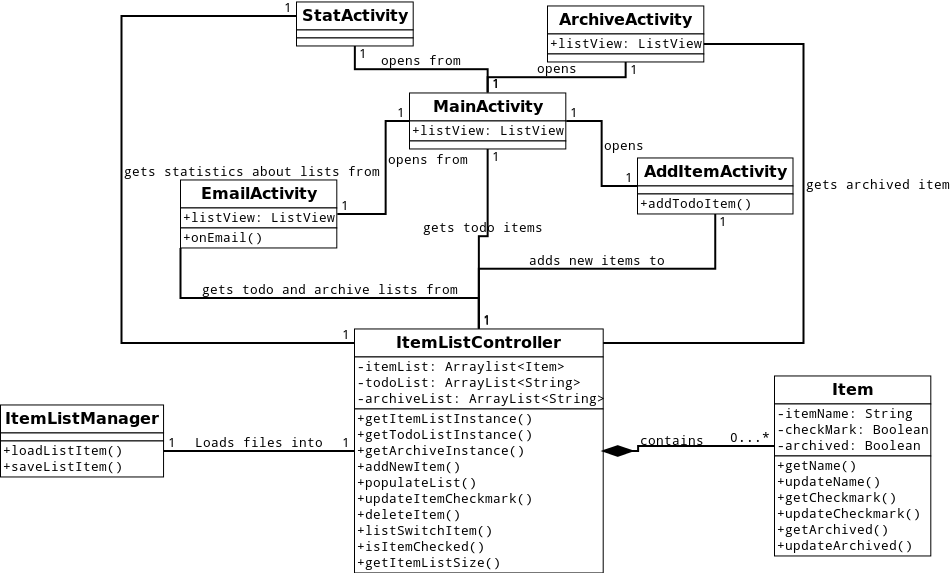 1
StatActivity
1
opens from
ArchiveActivity
+listView: ListView
1
opens
1
MainActivity
+listView: ListView
1
1
1
opens from
opens
gets statistics about lists from
EmailActivity
+listView: ListView
+onEmail()
1
1
AddItemActivity
+addTodoItem()
1
gets archived item
gets todo items
adds new items to
gets todo and archive lists from
1
1
ItemListController
-itemList: Arraylist<Item>
-todoList: ArrayList<String>
-archiveList: ArrayList<String>
+getItemListInstance()
+getTodoListInstance()
+getArchiveInstance()
+addNewItem()
+populateList()
+updateItemCheckmark()
+deleteItem()
+listSwitchItem()
+isItemChecked()
+getItemListSize()
ItemListManager
+loadListItem()
+saveListItem()
1
Loads files into
1
contains
0...*
Item
-itemName: String
-checkMark: Boolean
-archived: Boolean
+getName()
+updateName()
+getCheckmark()
+updateCheckmark()
+getArchived()
+updateArchived()